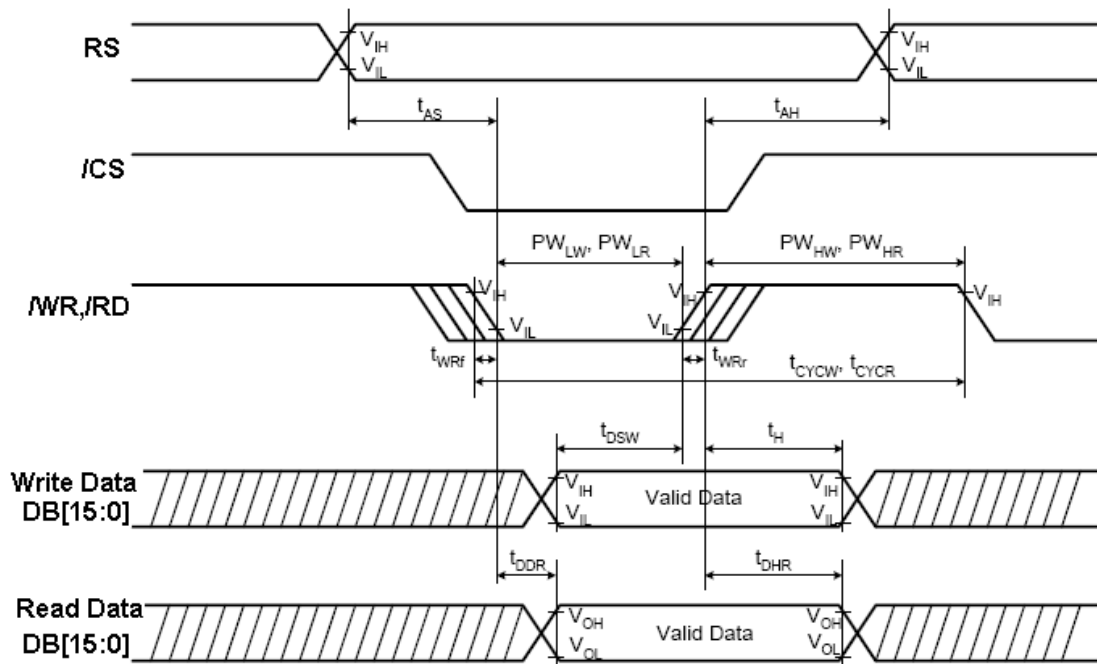 RS
V_IH
V_IL
V_IH
V_IL
t_AS
t_AH
/CS
PW_LW, PW_LR
PW_HW, PW_HR
/WR,/RD
V_IH
V_IH
V_IH
V_IL
V_IL
t_WRf
t_WRr
t_CYCW, t_CYCR
t_DSW
t_H
Write Data
DB[15:0]
V_IH
Valid Data
V_IH
V_IL
V_IL
t_DDR
t_DHR
Read Data
DB[15:0]
V_OH
Valid Data
V_OH
V_OL
V_OL